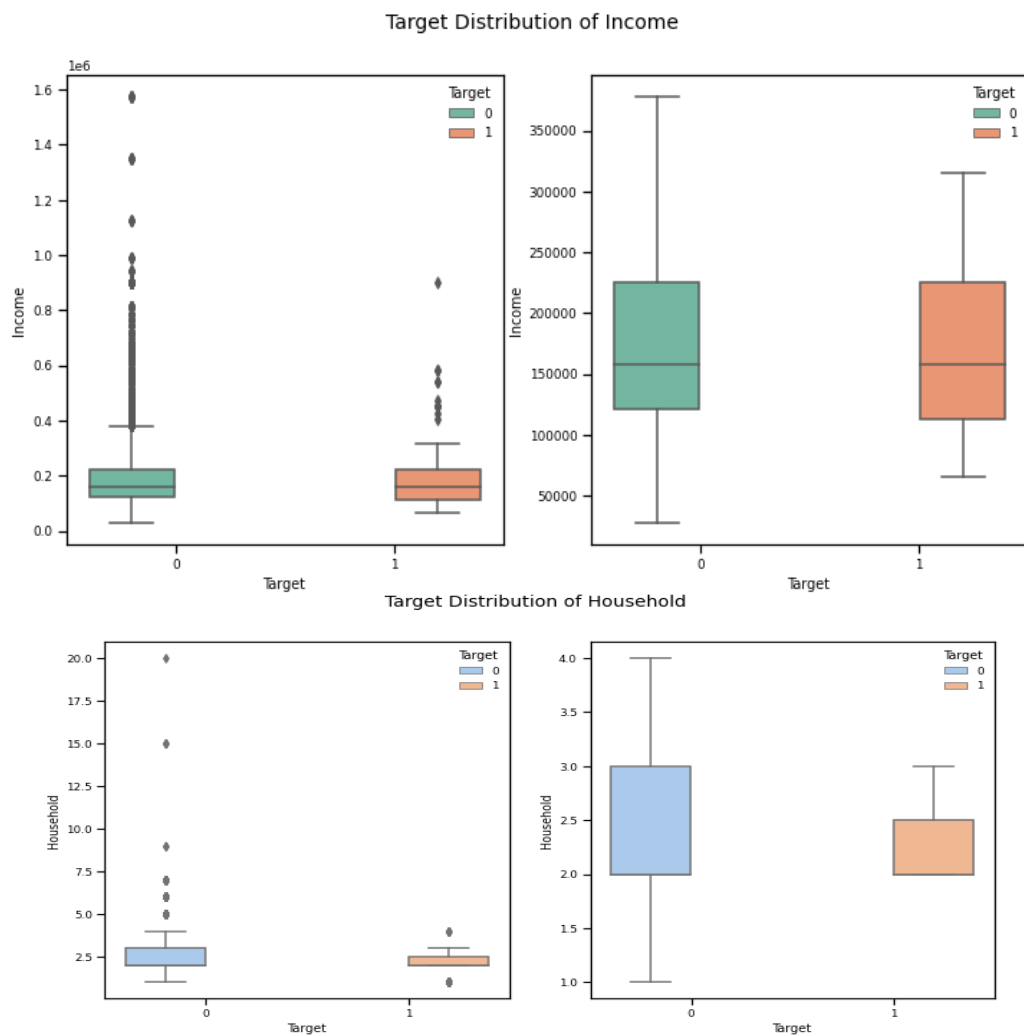 Target Distribution of Income
1e6
Target
0
1
1.6
1.4
1.2
1.0
0.8
0.6
0.4
0.2
0.0
Income
0 1
Target
Target
0
1
350000
300000
250000
200000
150000
100000
50000
Income
0 1
Target
Target Distribution of Household
Target
0
1
20.0
17.5
15.0
12.5
10.0
7.5
5.0
2.5
Household
0 1
Target
Target
0
1
4.0
3.5
3.0
2.5
2.0
1.5
1.0
Household
0 1
Target